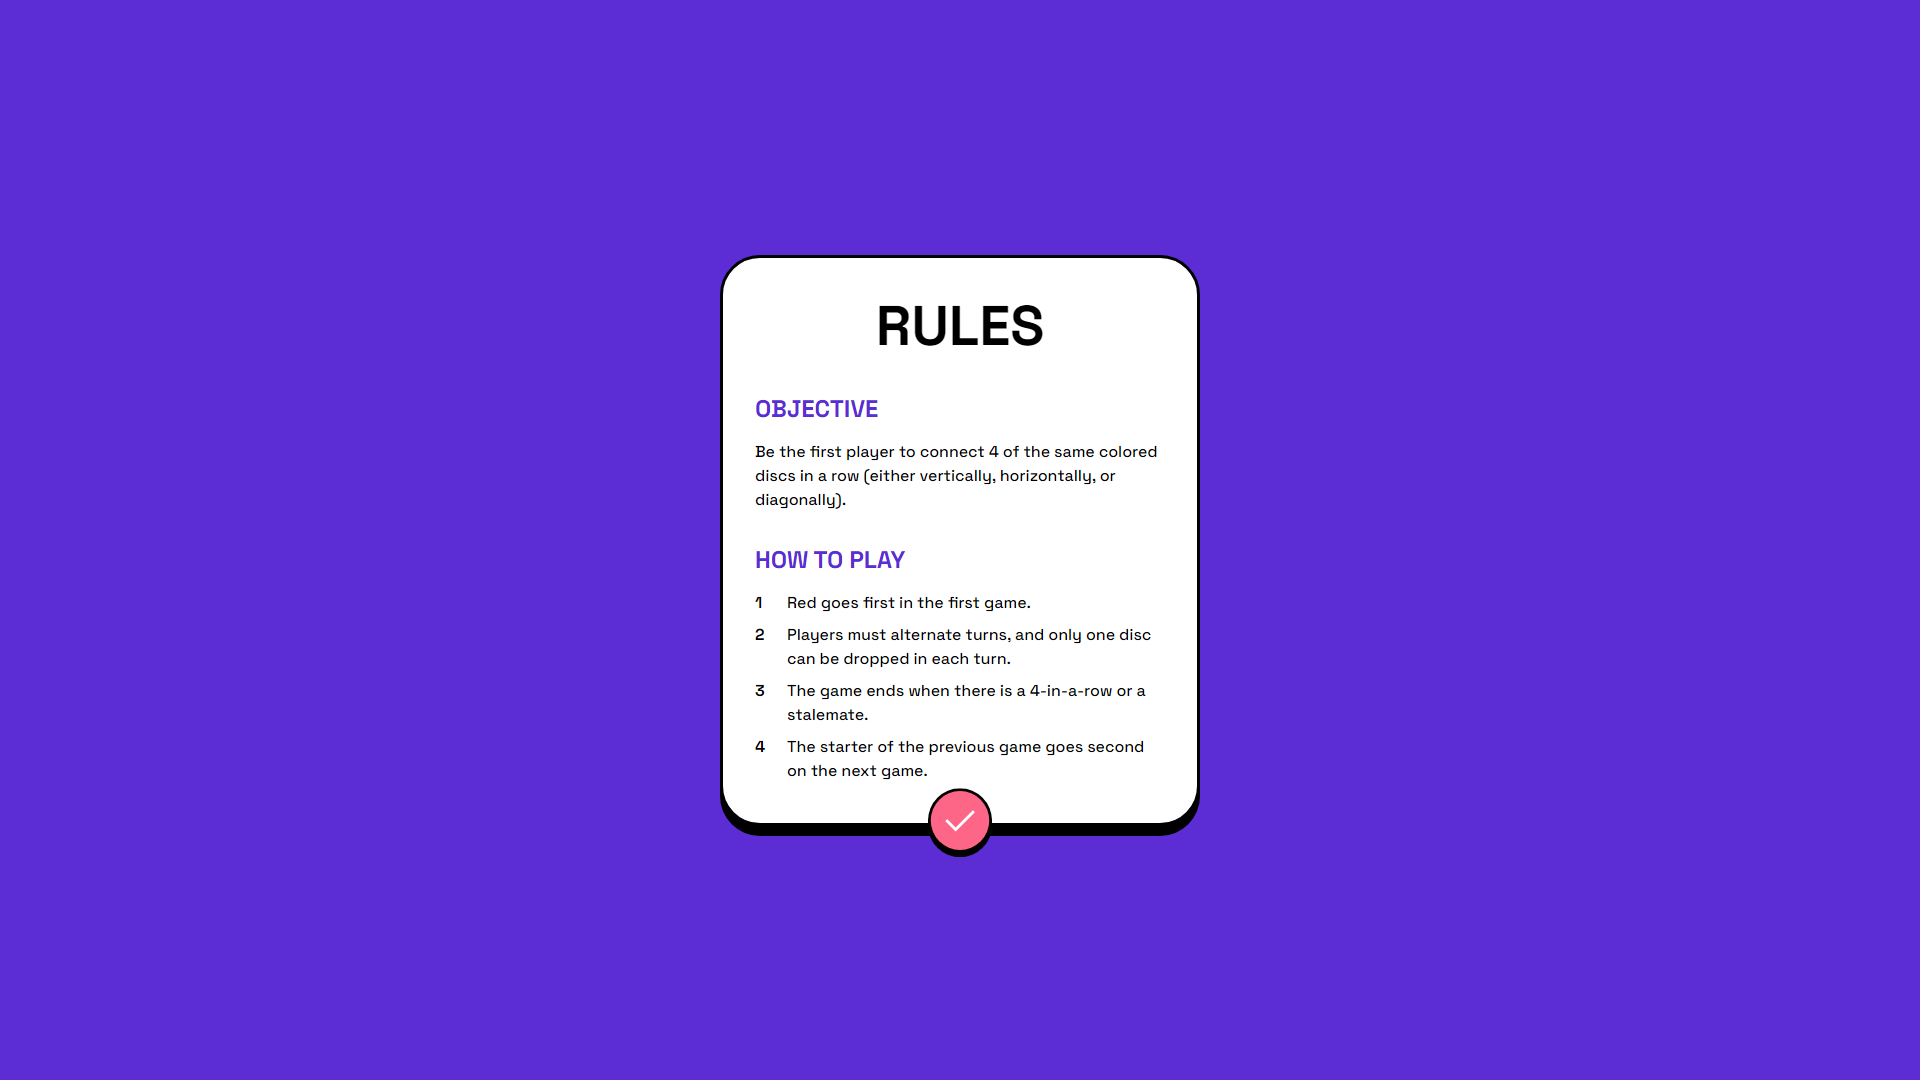 RULES
OBJECTIVE
Be the first player to connect 4 of the same colored
discs in a row (either vertically, horizontally, or
diagonally).
HOW TO PLAY
1 Red goes first in the first game.
2 Players must alternate turns, and only one disc
can be dropped in each turn.
3 The game ends when there is a 4-in-a-row or a
stalemate.
4 The starter of the previous game goes second
on the next game.